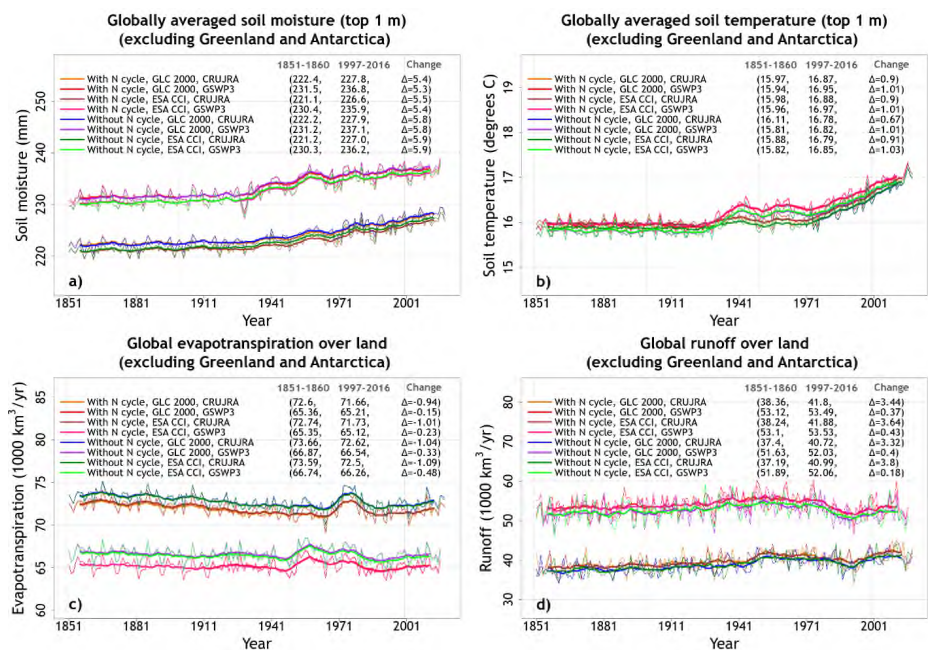 Globally averaged soil moisture (top 1 m)
(excluding Greenland and Antarctica)
1851-1860 1997-2016 Change
With N cycle, GLC 2000, CRUJRA (222.4, 227.8, Δ=5.4)
With N cycle, GLC 2000, GSWP3 (231.5, 236.8, Δ=5.3)
With N cycle, ESA CCI, CRUJRA (221.1, 226.6, Δ=5.5)
With N cycle, ESA CCI, GSWP3 (230.4, 235.9, Δ=5.4)
Without N cycle, GLC 2000, CRUJRA (222.2, 227.9, Δ=5.8)
Without N cycle, GLC 2000, GSWP3 (231.2, 237.1, Δ=5.8)
Without N cycle, ESA CCI, CRUJRA (221.2, 227.0, Δ=5.9)
Without N cycle, ESA CCI, GSWP3 (230.3, 236.2, Δ=5.9)
Soil moisture (mm)
250
240
230
220
a)
1851 1881 1911 1941 1971 2001
Year
Globally averaged soil temperature (top 1 m)
(excluding Greenland and Antarctica)
1851-1860 1997-2016 Change
With N cycle, GLC 2000, CRUJRA (15.97, 16.87, Δ=0.9)
With N cycle, GLC 2000, GSWP3 (15.94, 16.95, Δ=1.01)
With N cycle, ESA CCI, CRUJRA (15.98, 16.88, Δ=0.9)
With N cycle, ESA CCI, GSWP3 (15.96, 16.97, Δ=1.01)
Without N cycle, GLC 2000, CRUJRA (16.11, 16.78, Δ=0.67)
Without N cycle, GLC 2000, GSWP3 (15.81, 16.82, Δ=1.01)
Without N cycle, ESA CCI, CRUJRA (15.88, 16.79, Δ=0.91)
Without N cycle, ESA CCI, GSWP3 (15.82, 16.85, Δ=1.03)
Soil temperature (degrees C)
19
18
17
16
15
b)
1851 1881 1911 1941 1971 2001
Year
Global evapotranspiration over land
(excluding Greenland and Antarctica)
1851-1860 1997-2016 Change
With N cycle, GLC 2000, CRUJRA (72.6, 71.66, Δ=-0.94)
With N cycle, GLC 2000, GSWP3 (65.36, 65.21, Δ=-0.15)
With N cycle, ESA CCI, CRUJRA (72.74, 71.73, Δ=-1.01)
With N cycle, ESA CCI, GSWP3 (65.35, 65.12, Δ=-0.23)
Without N cycle, GLC 2000, CRUJRA (73.66, 72.62, Δ=-1.04)
Without N cycle, GLC 2000, GSWP3 (66.87, 66.54, Δ=-0.33)
Without N cycle, ESA CCI, CRUJRA (73.59, 72.5, Δ=-1.09)
Without N cycle, ESA CCI, GSWP3 (66.74, 66.26, Δ=-0.48)
Evapotranspiration (1000 km³/yr)
85
80
75
70
65
60
c)
1851 1881 1911 1941 1971 2001
Year
Global runoff over land
(excluding Greenland and Antarctica)
1851-1860 1997-2016 Change
With N cycle, GLC 2000, CRUJRA (38.36, 41.8, Δ=3.44)
With N cycle, GLC 2000, GSWP3 (53.12, 53.49, Δ=0.37)
With N cycle, ESA CCI, CRUJRA (38.24, 41.88, Δ=3.64)
With N cycle, ESA CCI, GSWP3 (53.1, 53.53, Δ=0.43)
Without N cycle, GLC 2000, CRUJRA (37.4, 40.72, Δ=3.32)
Without N cycle, GLC 2000, GSWP3 (51.63, 52.03, Δ=0.4)
Without N cycle, ESA CCI, CRUJRA (37.19, 40.99, Δ=3.8)
Without N cycle, ESA CCI, GSWP3 (51.89, 52.06, Δ=0.18)
Runoff (1000 km³/yr)
80
70
60
50
40
30
d)
1851 1881 1911 1941 1971 2001
Year